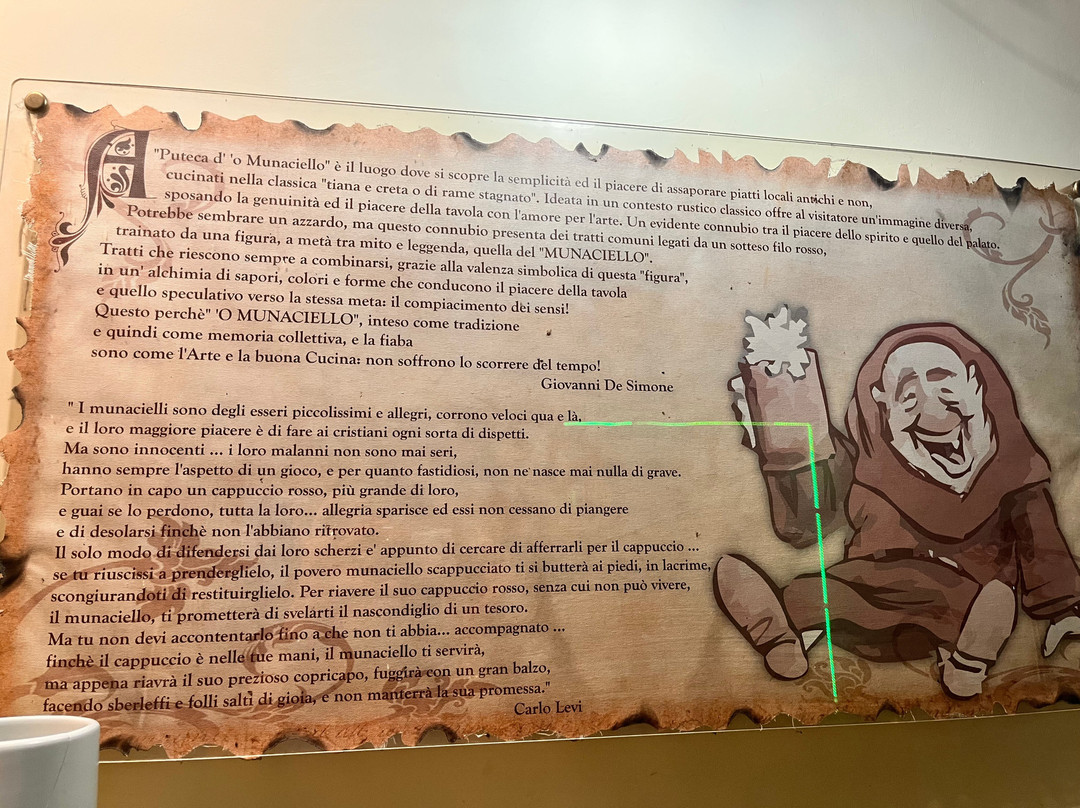 A "Puteca d' 'o Munaciello" è il luogo dove si scopre la semplicità ed il piacere di assaporare piatti locali antichi e non,
cucinati nella classica "tiana e creta o di rame stagnato". Ideata in un contesto rustico classico offre al visitatore un'immagine diversa,
sposando la genuinità ed il piacere della tavola con l'amore per l'arte. Un evidente connubio tra il piacere dello spirito e quello del palato.
Potrebbe sembrare un azzardo, ma questo connubio presenta dei tratti comuni legati da un sotteso filo rosso,
trainato da una figura, a metà tra mito e leggenda, quella del "MUNACIELLO".
Tratti che riescono sempre a combinarsi, grazie alla valenza simbolica di questa "figura",
in un' alchimia di sapori, colori e forme che conducono il piacere della tavola
e quello speculativo verso la stessa meta: il compiacimento dei sensi!
Questo perchè" 'O MUNACIELLO", inteso come tradizione
e quindi come memoria collettiva, e la fiaba
sono come l'Arte e la buona Cucina: non soffrono lo scorrere del tempo!
Giovanni De Simone
" I munacielli sono degli esseri piccolissimi e allegri, corrono veloci qua e là,
e il loro maggiore piacere è di fare ai cristiani ogni sorta di dispetti.
Ma sono innocenti ... i loro malanni non sono mai seri,
hanno sempre l'aspetto di un gioco, e per quanto fastidiosi, non ne nasce mai nulla di grave.
Portano in capo un cappuccio rosso, più grande di loro,
e guai se lo perdono, tutta la loro... allegria sparisce ed essi non cessano di piangere
e di desolarsi finchè non l'abbiano ritrovato.
Il solo modo di difendersi dai loro scherzi e' appunto di cercare di afferrarli per il cappuccio ...
se tu riuscissi a prenderglielo, il povero munaciello scappucciato ti si butterà ai piedi, in lacrime,
scongiurandoti di restituirglielo. Per riavere il suo cappuccio rosso, senza cui non può vivere,
il munaciello, ti prometterà di svelarti il nascondiglio di un tesoro.
Ma tu non devi accontentarlo fino a che non ti abbia... accompagnato ...
finchè il cappuccio è nelle tue mani, il munaciello ti servirà,
ma appena riavrà il suo prezioso copricapo, fuggirà con un gran balzo,
facendo sberleffi e folli salti di gioia, e non manterrà la sua promessa."
Carlo Levi